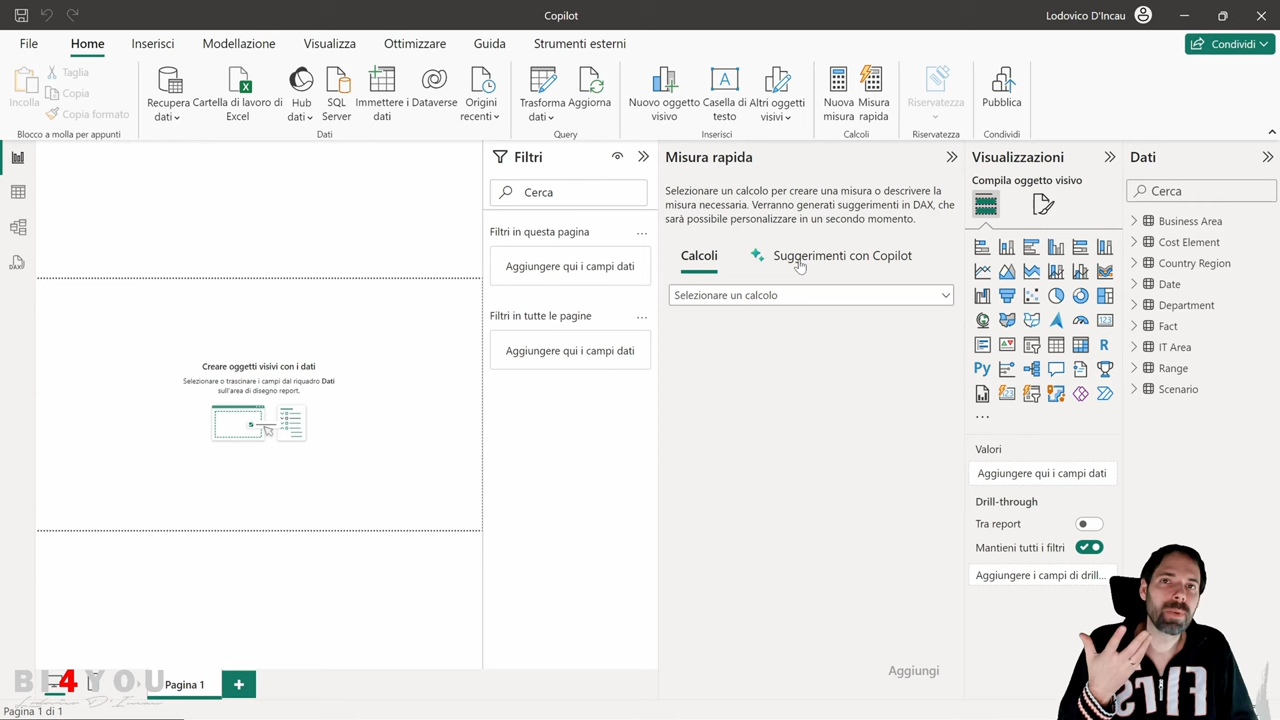 Copilot
Lodovico D'Incau
File
Home
Inserisci
Modellazione
Visualizza
Ottimizzare
Guida
Strumenti esterni
Condividi
Incolla
Taglia
Copia
Copia formato
Blocco a molla per appunti
Recupera
dati
Cartella di lavoro di
Excel
Hub
dati
SQL
Server
Immettere
dati
Dataverse
Origini
recenti
Dati
Trasforma
dati
Aggiorna
Query
Nuovo oggetto
visivo
Casella di
testo
Altri oggetti
visivi
Inserisci
Nuova
misura
Misura
rapida
Calcoli
Riservatezza
Riservatezza
Pubblica
Condividi
Creare oggetti visivi con i dati
Selezionare o trascinare i campi dal riquadro Dati
sull'area di disegno report.
Filtri
Cerca
Filtri in questa pagina
Aggiungere qui i campi dati
Filtri in tutte le pagine
Aggiungere qui i campi dati
Misura rapida
Selezionare un calcolo per creare una misura o descrivere la
misura necessaria. Verranno generati suggerimenti in DAX, che
sarà possibile personalizzare in un secondo momento.
Calcoli
Suggerimenti con Copilot
Selezionare un calcolo
Aggiungi
Visualizzazioni
Compila oggetto visivo
Valori
Aggiungere qui i campi dati
Drill-through
Tra report
Mantieni tutti i filtri
Aggiungere i campi di drill...
Dati
Cerca
Business Area
Cost Element
Country Region
Date
Department
Fact
IT Area
Range
Scenario
BI4YOU
Lodovico D'Incau
Pagina 1
Pagina 1 di 1